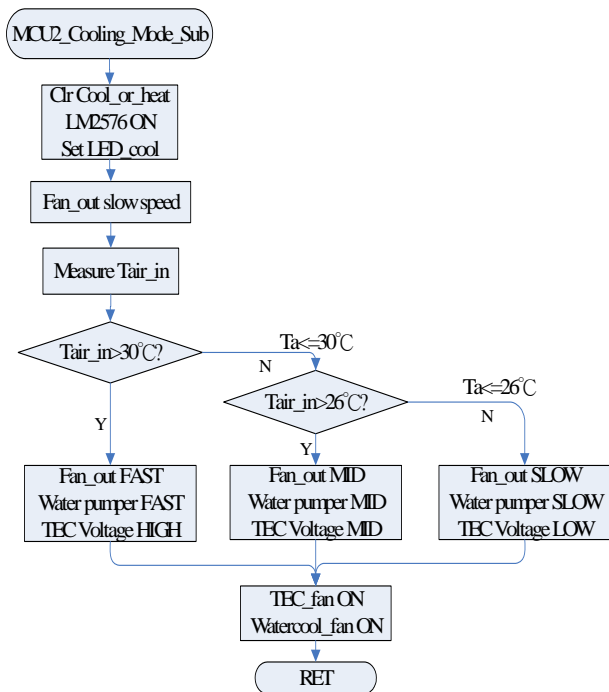 MCU2_Cooling_Mode_Sub
Clr Cool_or_heat
LM2576 ON
Set LED_cool
Fan_out slow speed
Measure Tair_in
Tair_in>30℃?
Ta<=30℃
N
Tair_in>26℃?
Ta<=26℃
N
Y
Y
Fan_out FAST
Water pumper FAST
TEC Voltage HIGH
Fan_out MID
Water pumper MID
TEC Voltage MID
Fan_out SLOW
Water pumper SLOW
TEC Voltage LOW
TEC_fan ON
Watercool_fan ON
RET